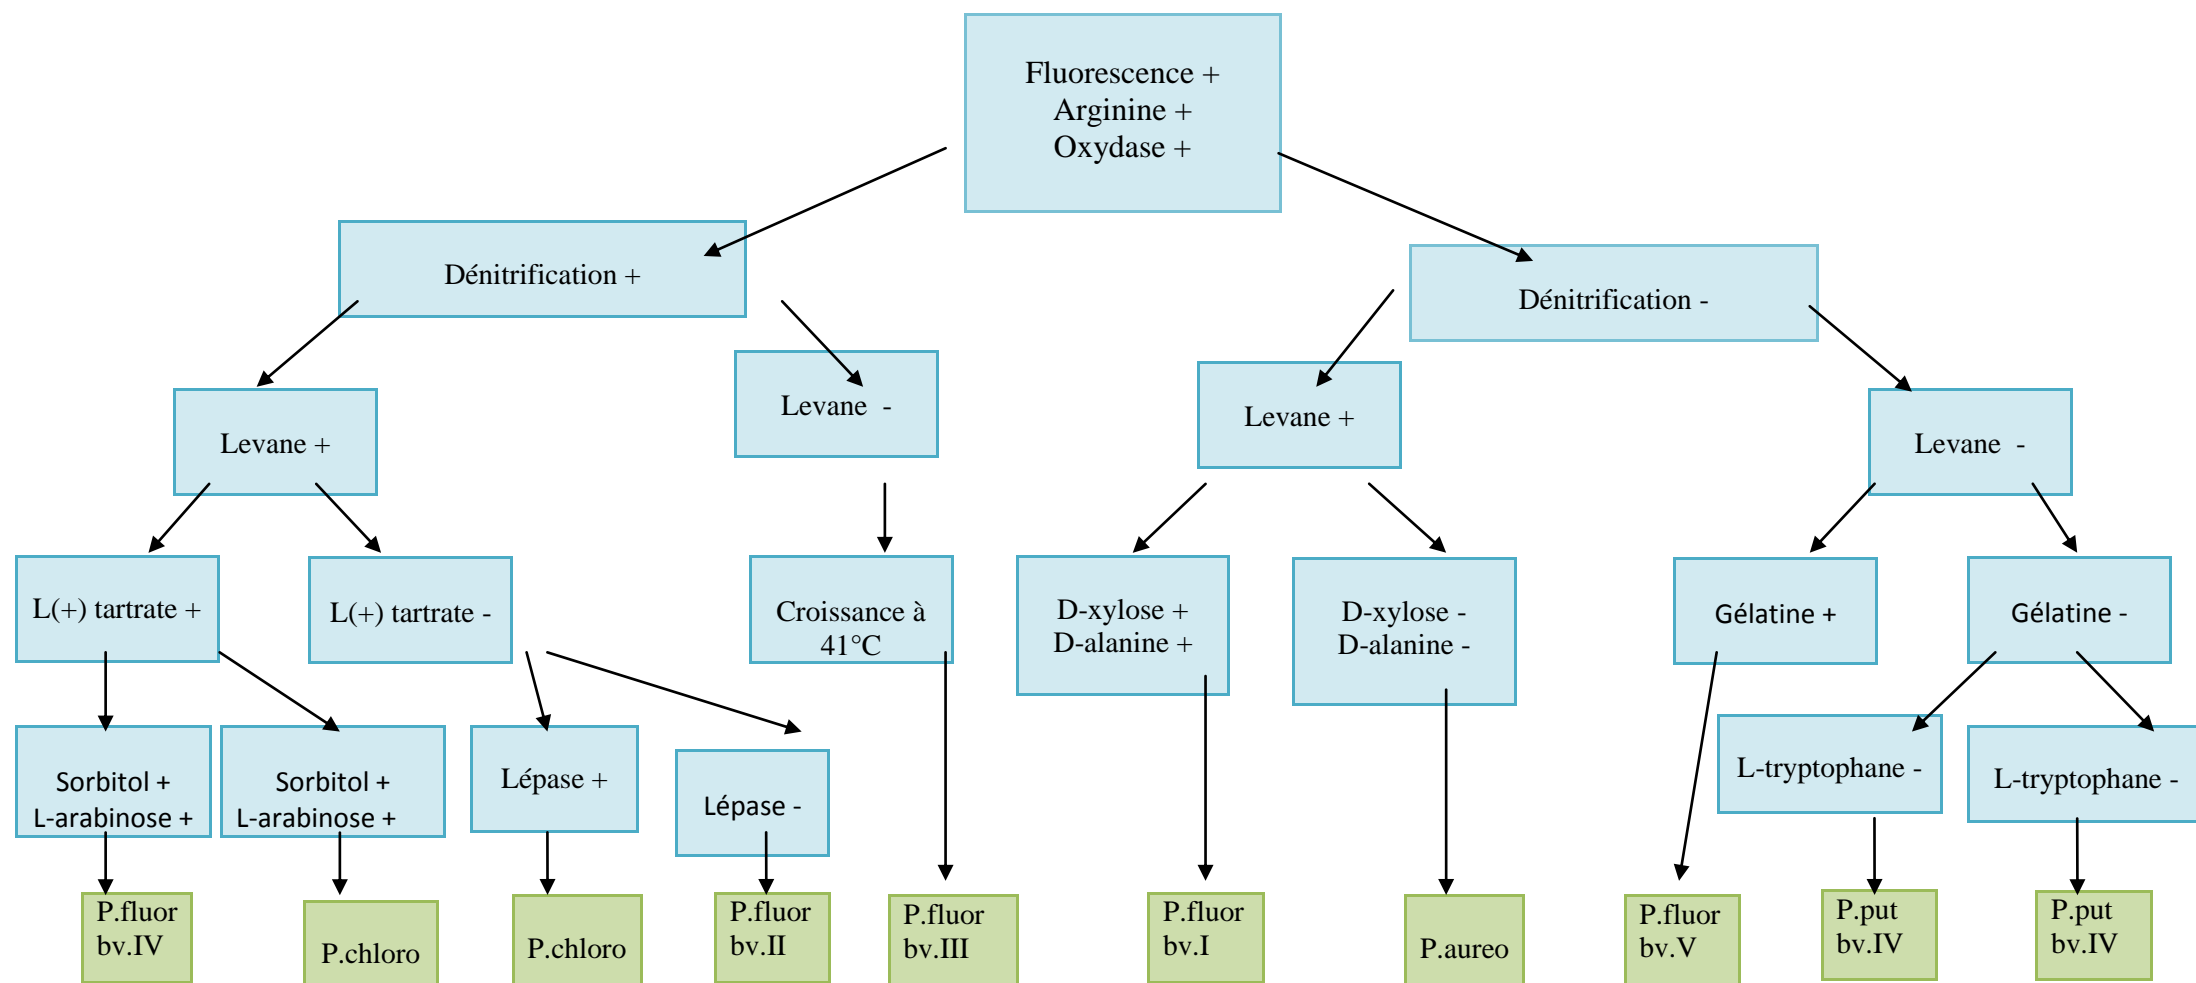 Fluorescence +
Arginine +
Oxydase +
Dénitrification +
Dénitrification -
Levane +
Levane -
Levane +
Levane -
L(+) tartrate +
L(+) tartrate -
Croissance à
41°C
D-xylose +
D-alanine +
D-xylose -
D-alanine -
Gélatine +
Gélatine -
Sorbitol +
L-arabinose +
Sorbitol +
L-arabinose +
Lépase +
Lépase -
L-tryptophane -
L-tryptophane -
P.fluor
bv.IV
P.chloro
P.chloro
P.fluor
bv.II
P.fluor
bv.III
P.fluor
bv.I
P.aureo
P.fluor
bv.V
P.put
bv.IV
P.put
bv.IV